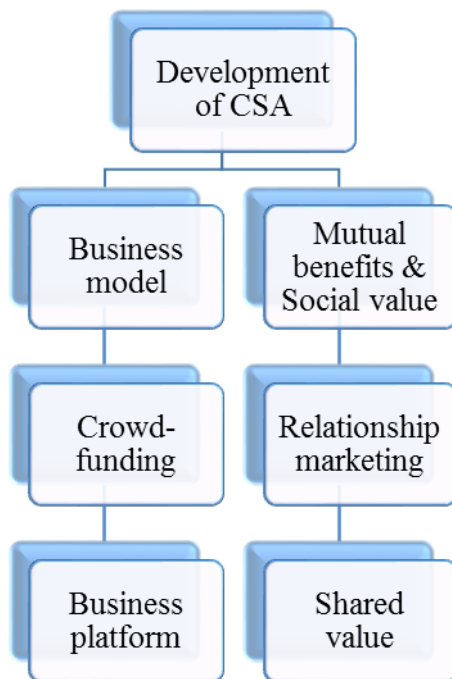 Development
of CSA
Business
model
Mutual
benefits &
Social value
Crowd-
funding
Relationship
marketing
Business
platform
Shared
value